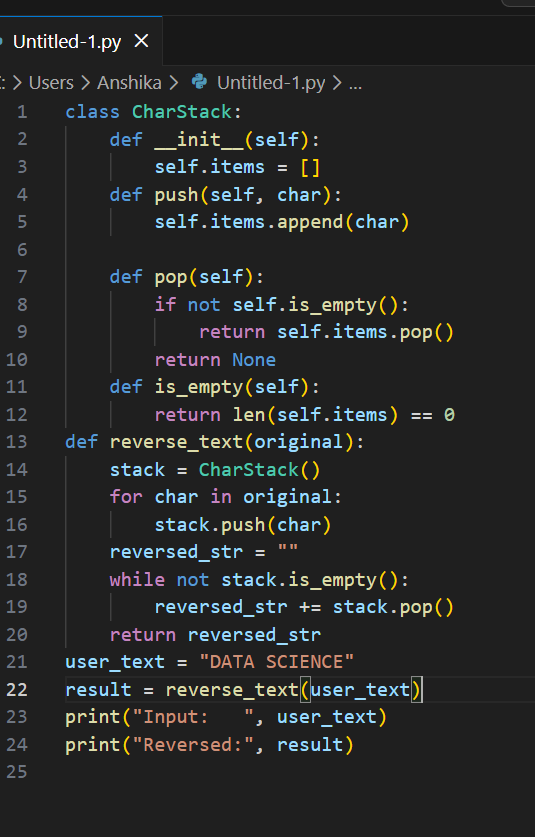 Untitled-1.py ×
: > Users > Anshika > Untitled-1.py > ...
1 class CharStack:
2     def __init__(self):
3         self.items = []
4     def push(self, char):
5         self.items.append(char)
6
7     def pop(self):
8         if not self.is_empty():
9             return self.items.pop()
10         return None
11     def is_empty(self):
12         return len(self.items) == 0
13 def reverse_text(original):
14     stack = CharStack()
15     for char in original:
16         stack.push(char)
17     reversed_str = ""
18     while not stack.is_empty():
19         reversed_str += stack.pop()
20     return reversed_str
21 user_text = "DATA SCIENCE"
22 result = reverse_text(user_text)
23 print("Input:   ", user_text)
24 print("Reversed:", result)
25